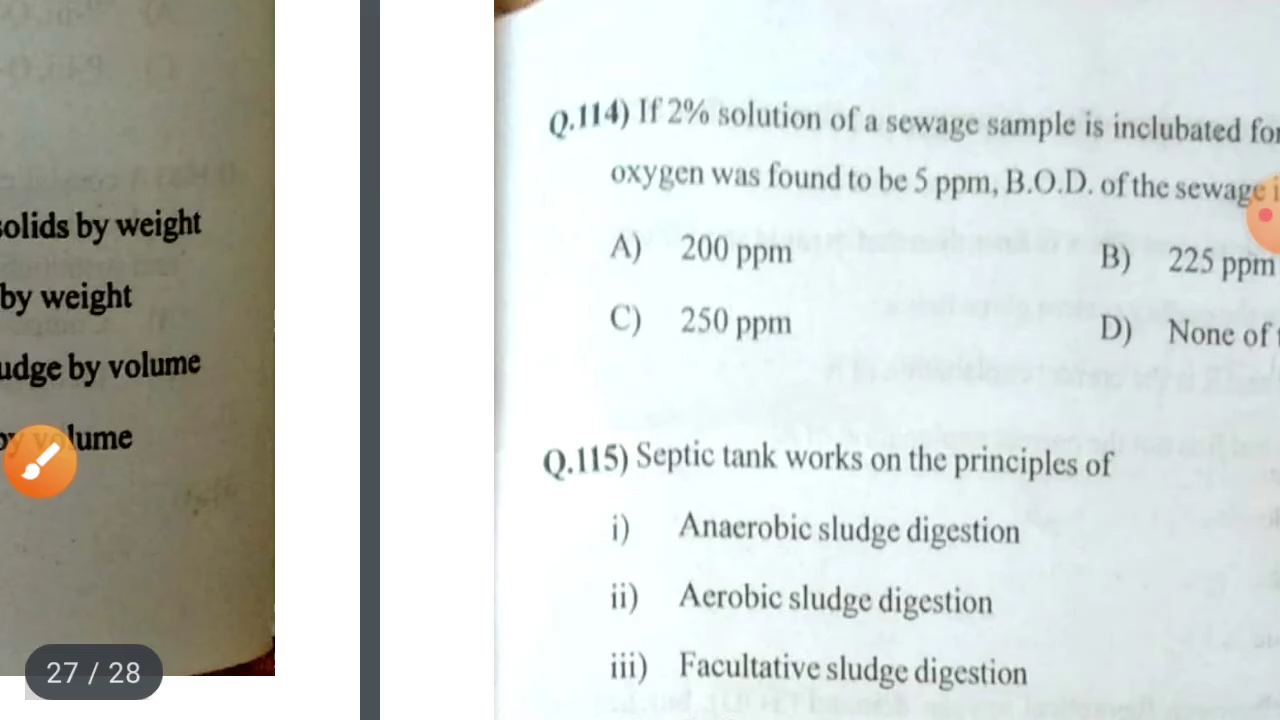 solids by weight
by weight
udge by volume
by volume
27 / 28
Q.114) If 2% solution of a sewage sample is inclubated for
oxygen was found to be 5 ppm, B.O.D. of the sewage i
A) 200 ppm
B) 225 ppm
C) 250 ppm
D) None of t
Q.115) Septic tank works on the principles of
i) Anaerobic sludge digestion
ii) Aerobic sludge digestion
iii) Facultative sludge digestion